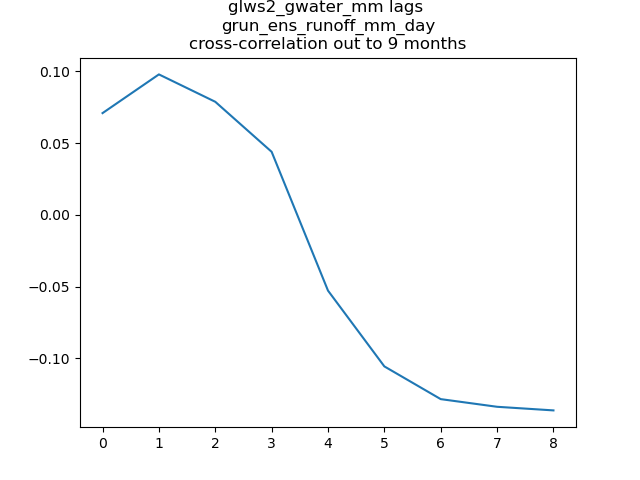 glws2_gwater_mm lags
grun_ens_runoff_mm_day
cross-correlation out to 9 months
0.10
0.05
0.00
−0.05
−0.10
0 1 2 3 4 5 6 7 8